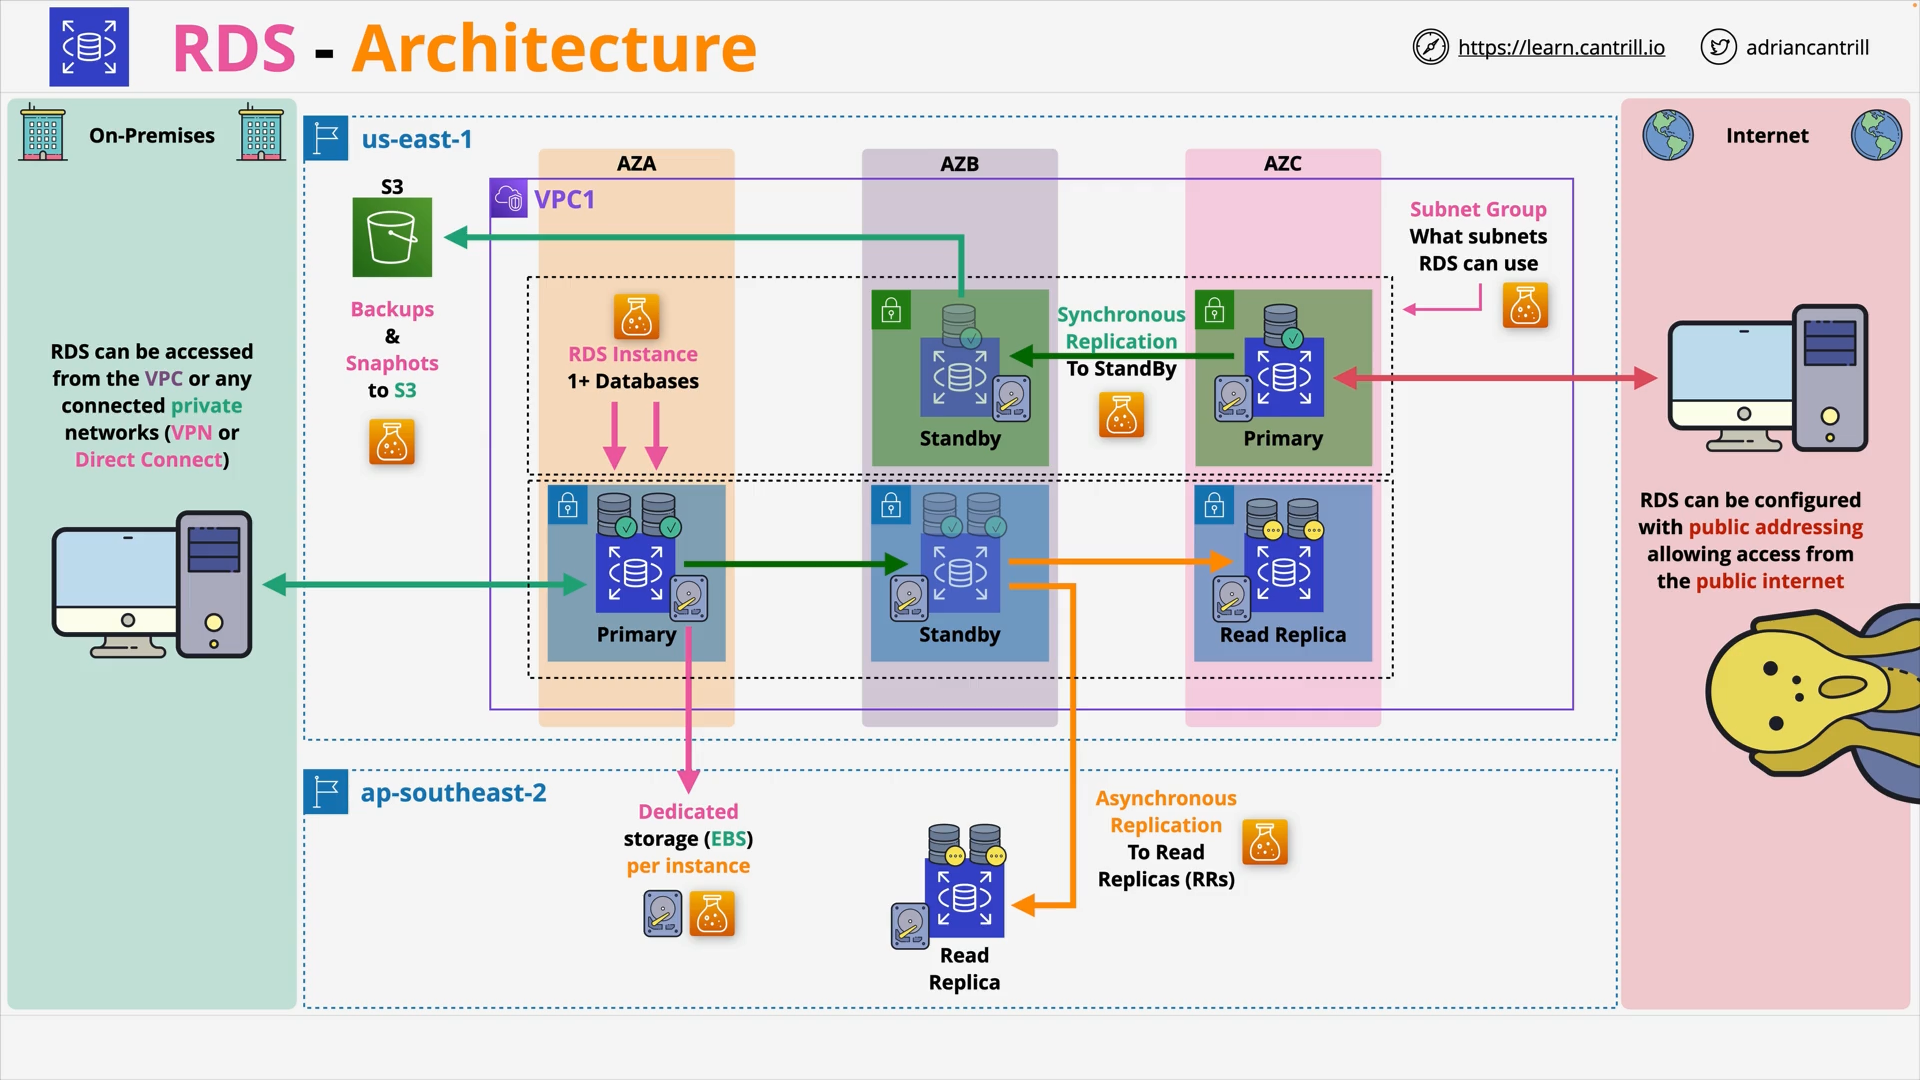 RDS - Architecture
https://learn.cantrill.io
adriancantrill
On-Premises
RDS can be accessed
from the VPC or any
connected private
networks (VPN or
Direct Connect)
us-east-1
S3
Backups
&
Snaphots
to S3
VPC1
AZA
AZB
AZC
RDS Instance
1+ Databases
Standby
Synchronous
Replication
To StandBy
Primary
Subnet Group
What subnets
RDS can use
Primary
Standby
Read Replica
ap-southeast-2
Dedicated
storage (EBS)
per instance
Read
Replica
Asynchronous
Replication
To Read
Replicas (RRs)
Internet
RDS can be configured
with public addressing
allowing access from
the public internet